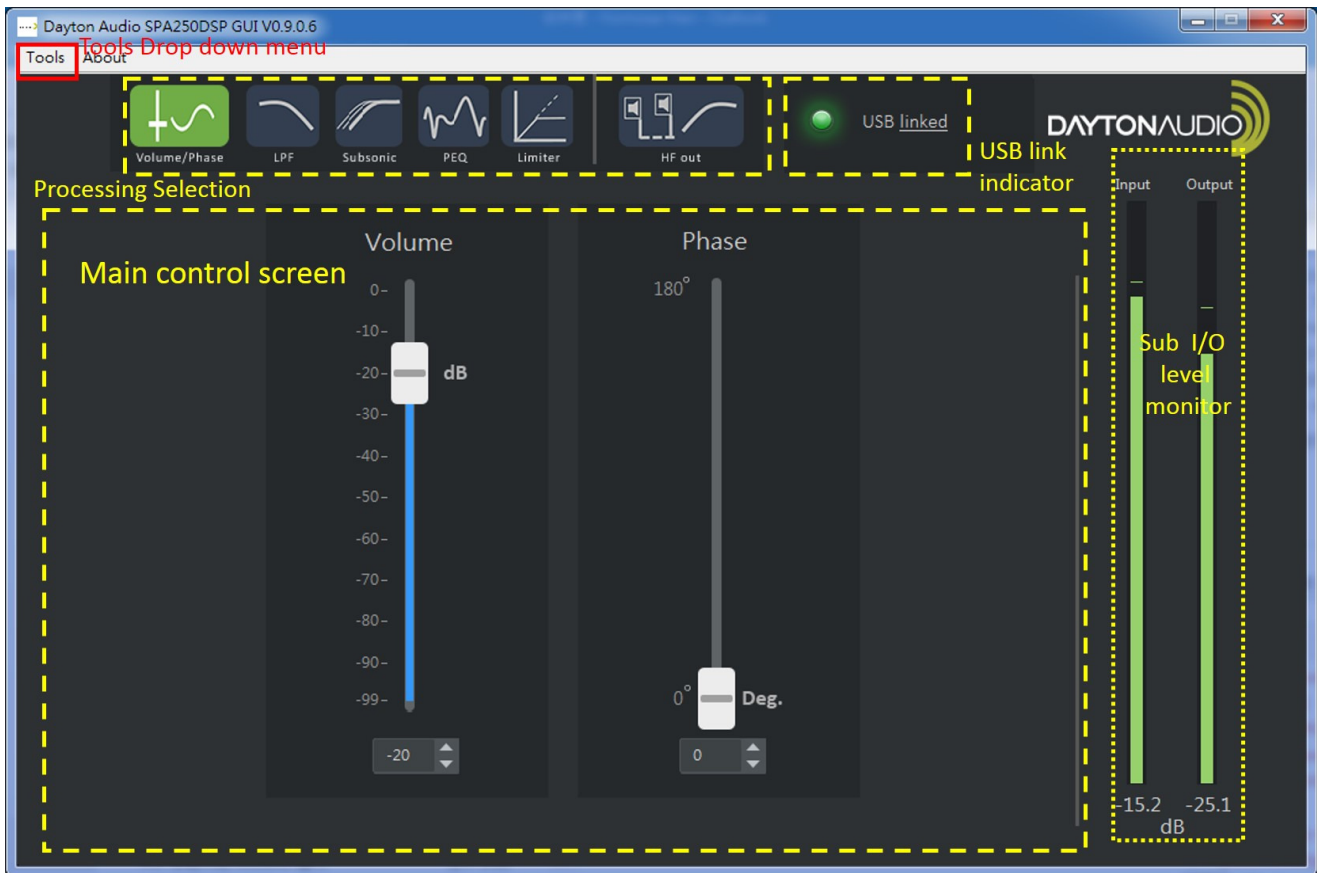 Dayton Audio SPA250DSP GUI V0.9.0.6
Tools Drop down menu
Tools About
Volume/Phase LPF Subsonic PEQ Limiter HF out
USB linked
DAYTONAUDIO
USB link
indicator
Processing Selection
Input Output
Main control screen
Volume
0-
-10-
-20- dB
-30-
-40-
-50-
-60-
-70-
-80-
-90-
-99-
-20
Phase
180°
0° Deg.
0
Sub I/O
level
monitor
-15.2 -25.1
dB